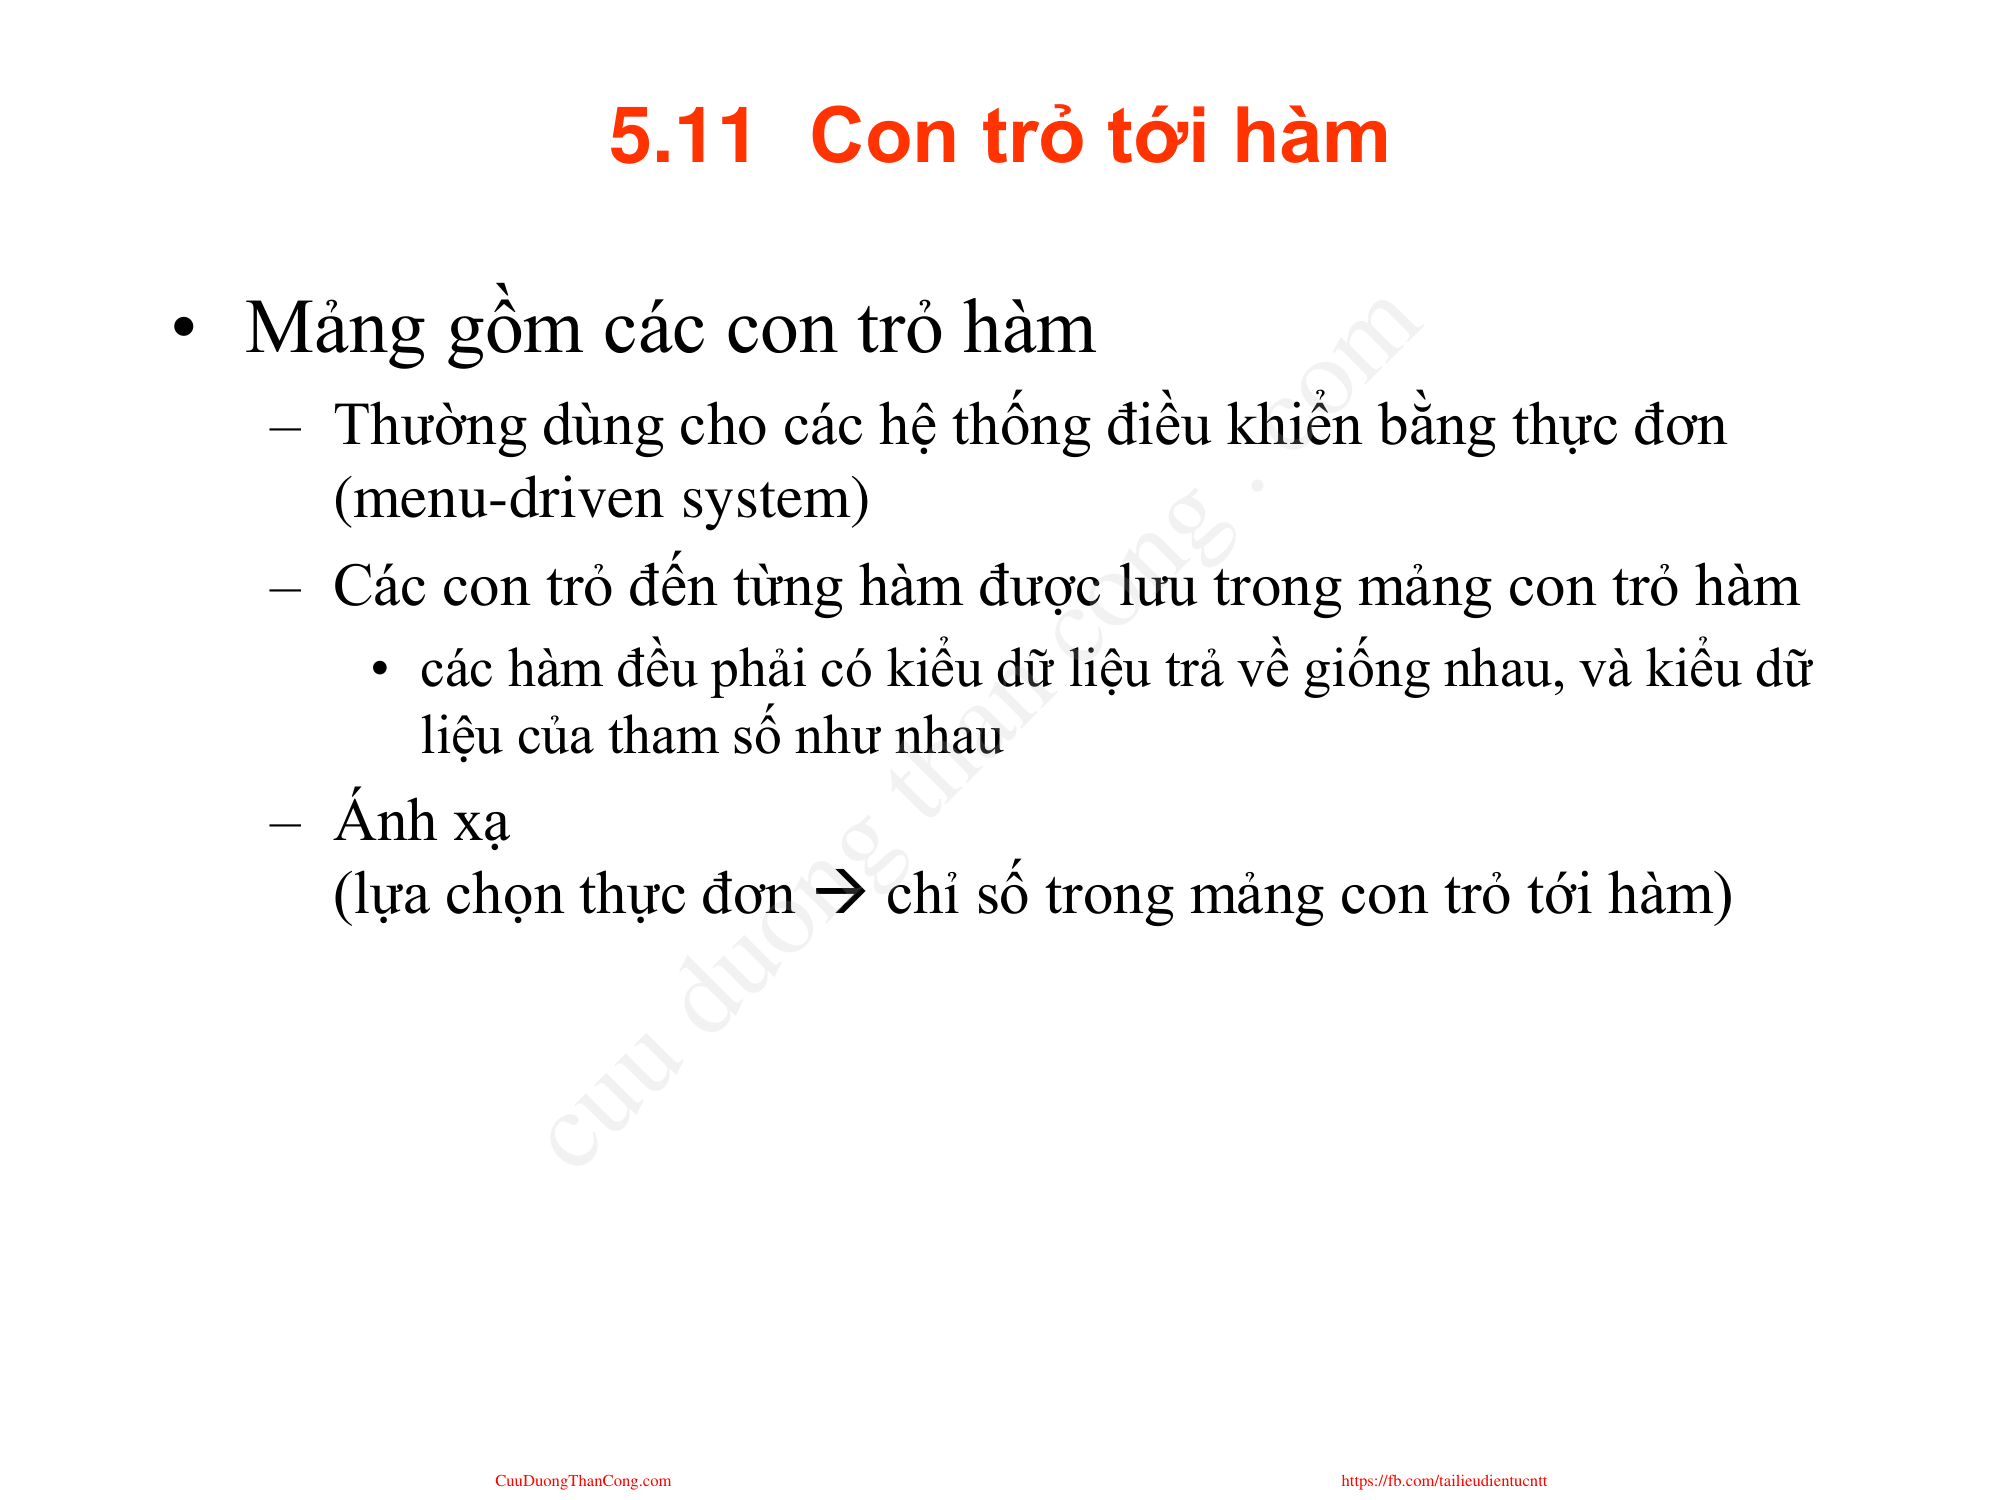 5.11 Con trỏ tới hàm
• Mảng gồm các con trỏ hàm
– Thường dùng cho các hệ thống điều khiển bằng thực đơn
(menu-driven system)
– Các con trỏ đến từng hàm được lưu trong mảng con trỏ hàm
• các hàm đều phải có kiểu dữ liệu trả về giống nhau, và kiểu dữ
liệu của tham số như nhau
– Ánh xạ
(lựa chọn thực đơn → chỉ số trong mảng con trỏ tới hàm)
cuu duong than cong . com
CuuDuongThanCong.com
https://fb.com/tailieudientucntt